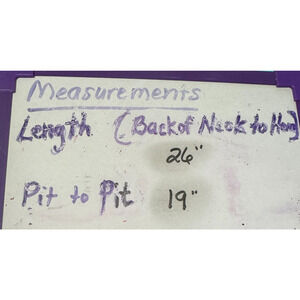 Measurements
Length (Back of Neck to Hem)
26"
Pit to Pit 19"